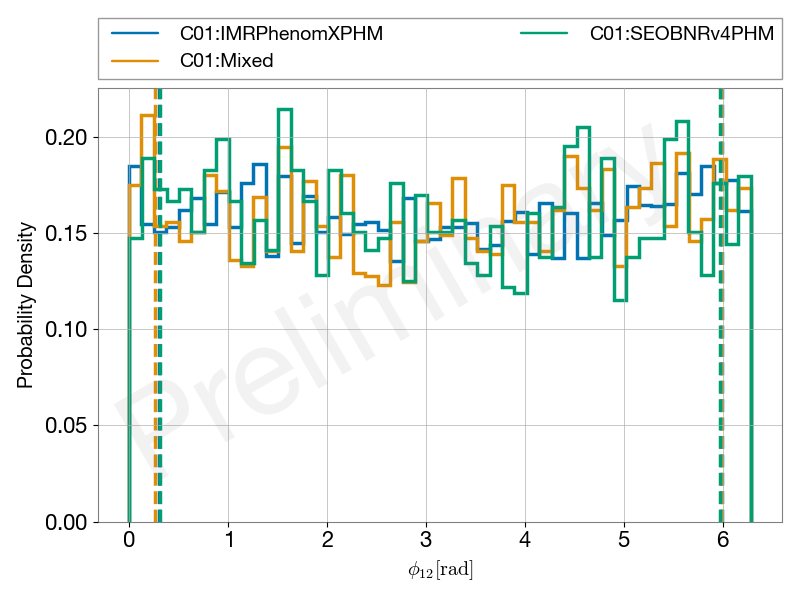 C01:IMRPhenomXPHM
C01:Mixed
C01:SEOBNRv4PHM
Preliminary
Probability Density
0.20
0.15
0.10
0.05
0.00
0 1 2 3 4 5 6
ϕ₁₂[rad]